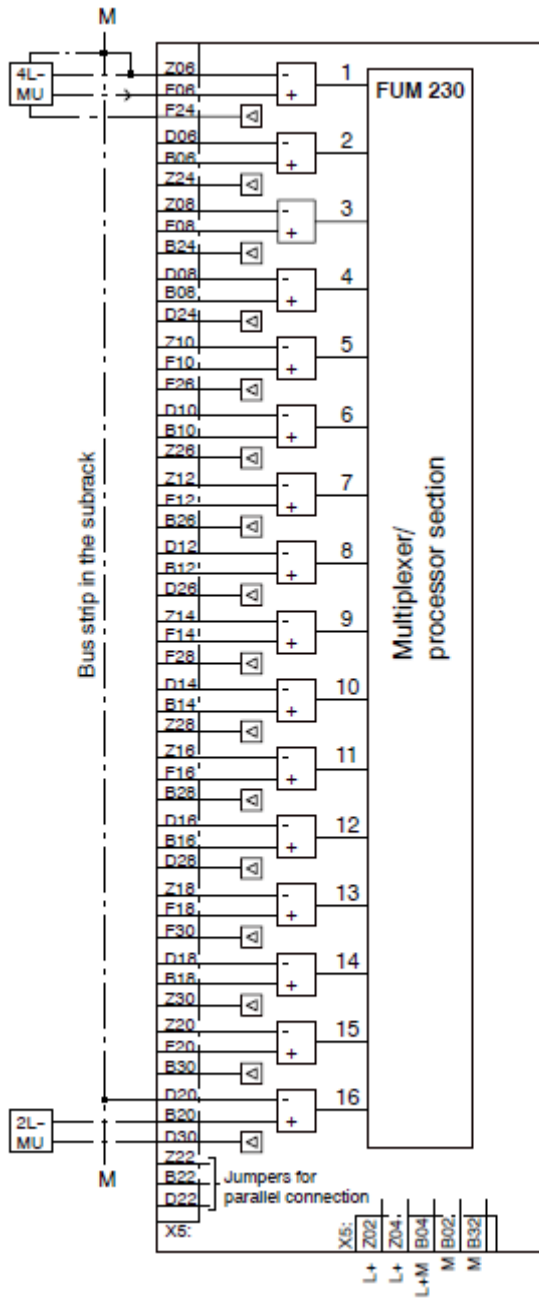 M
4L-
MU
Z06
F06
F24
D06
B06
Z24
Z08
F08
B24
D08
B08
D24
Z10
F10
F26
D10
B10
Z26
Z12
F12
B26
D12
B12
D26
Z14
F14
F28
D14
B14
Z28
Z16
F16
B28
D16
B16
D28
Z18
F18
F30
D18
B18
Z30
Z20
F20
B30
D20
B20
D30
Z22
B22
D22
X5:
- + 1
- + 2
- + 3
- + 4
- + 5
- + 6
- + 7
- + 8
- + 9
- + 10
- + 11
- + 12
- + 13
- + 14
- + 15
- + 16
FUM 230
Multiplexer/
processor section
Bus strip in the subrack
2L-
MU
M
Jumpers for
parallel connection
X5: Z02 Z04 B04 B02 B32
L+ L+ L+M M M